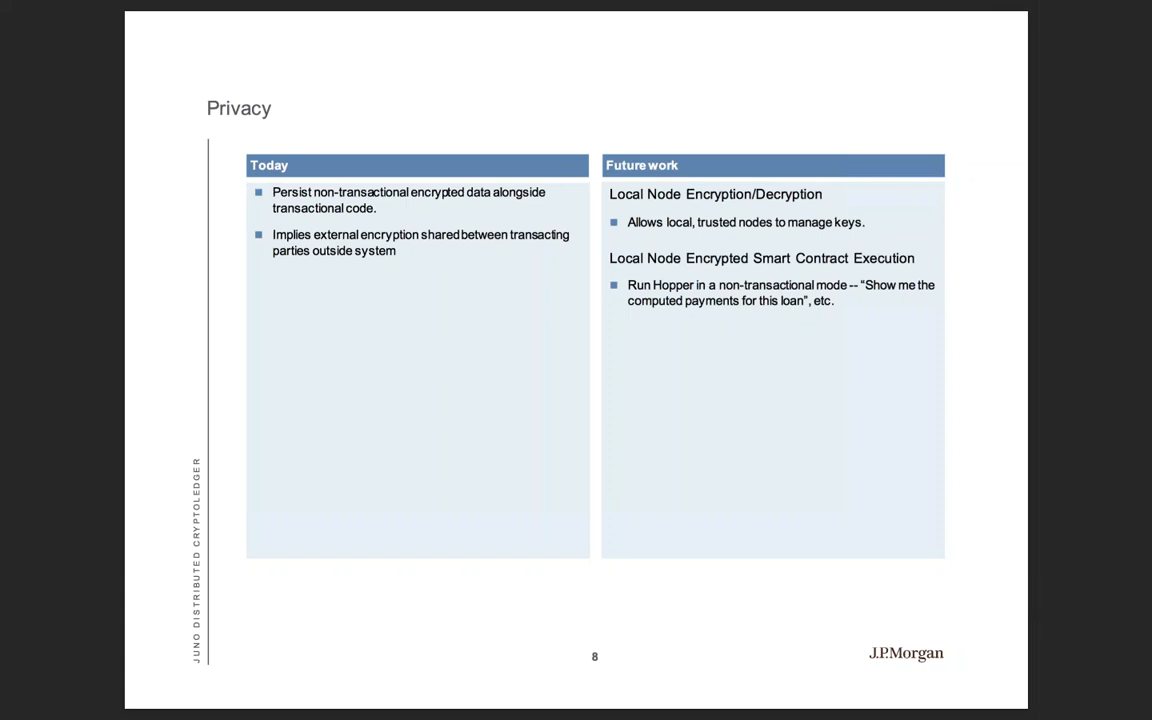 Privacy
Today
Persist non-transactional encrypted data alongside
transactional code.
Implies external encryption shared between transacting
parties outside system
Future work
Local Node Encryption/Decryption
Allows local, trusted nodes to manage keys.
Local Node Encrypted Smart Contract Execution
Run Hopper in a non-transactional mode -- “Show me the
computed payments for this loan”, etc.
JUNO DISTRIBUTED CRYPTOLEDGER
8
J.P.Morgan